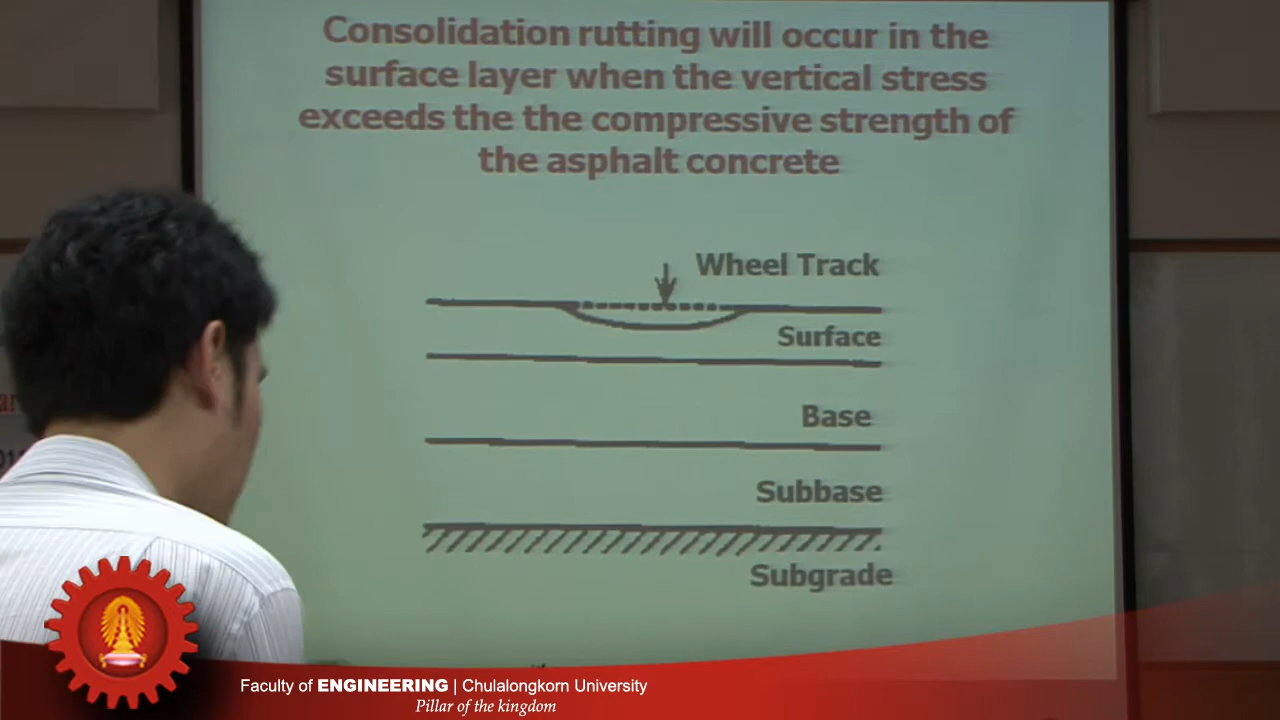 Consolidation rutting will occur in the
surface layer when the vertical stress
exceeds the the compressive strength of
the asphalt concrete
Wheel Track
Surface
Base
Subbase
Subgrade
Faculty of ENGINEERING | Chulalongkorn University
Pillar of the kingdom